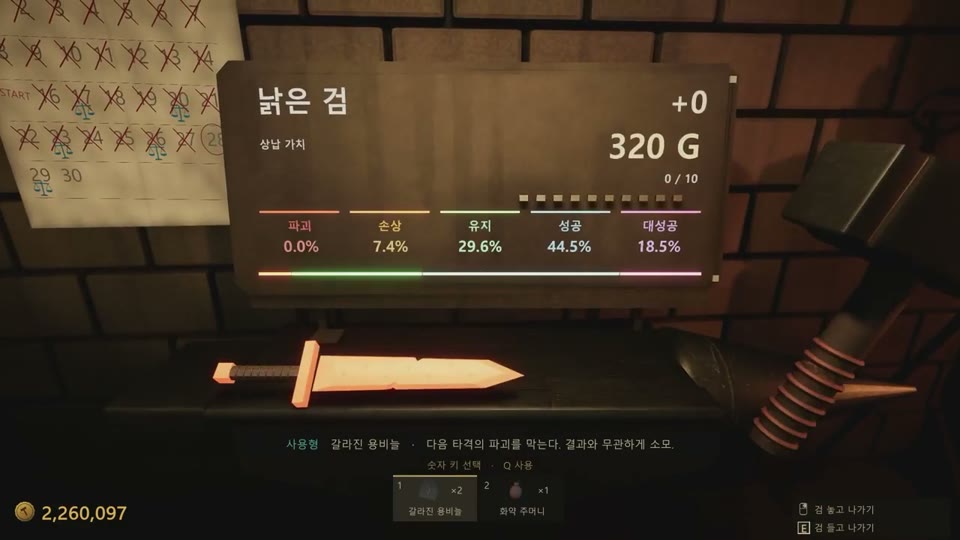 START
28
29 30
낡은 검
+0
상납 가치
320 G
0 / 10
파괴 손상 유지 성공 대성공
0.0% 7.4% 29.6% 44.5% 18.5%
사용형 갈라진 용비늘 · 다음 타격의 파괴를 막는다. 결과와 무관하게 소모.
숫자 키 선택 · Q 사용
1 ×2 2 ×1
갈라진 용비늘 화약 주머니
2,260,097
검 놓고 나가기
E 검 들고 나가기